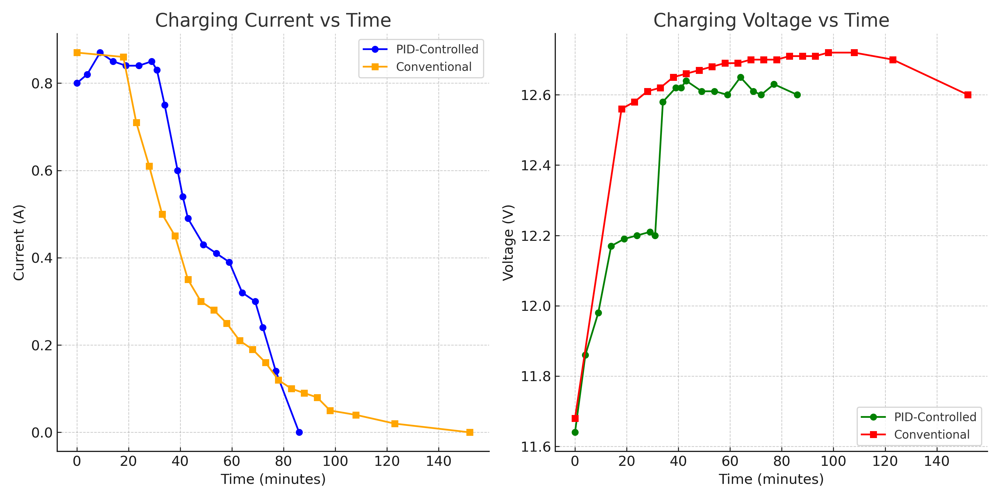 Charging Current vs Time
PID-Controlled
Conventional
0.8
0.6
0.4
0.2
0.0
Current (A)
0 20 40 60 80 100 120 140
Time (minutes)
Charging Voltage vs Time
12.6
12.4
12.2
12.0
11.8
11.6
Voltage (V)
PID-Controlled
Conventional
0 20 40 60 80 100 120 140
Time (minutes)